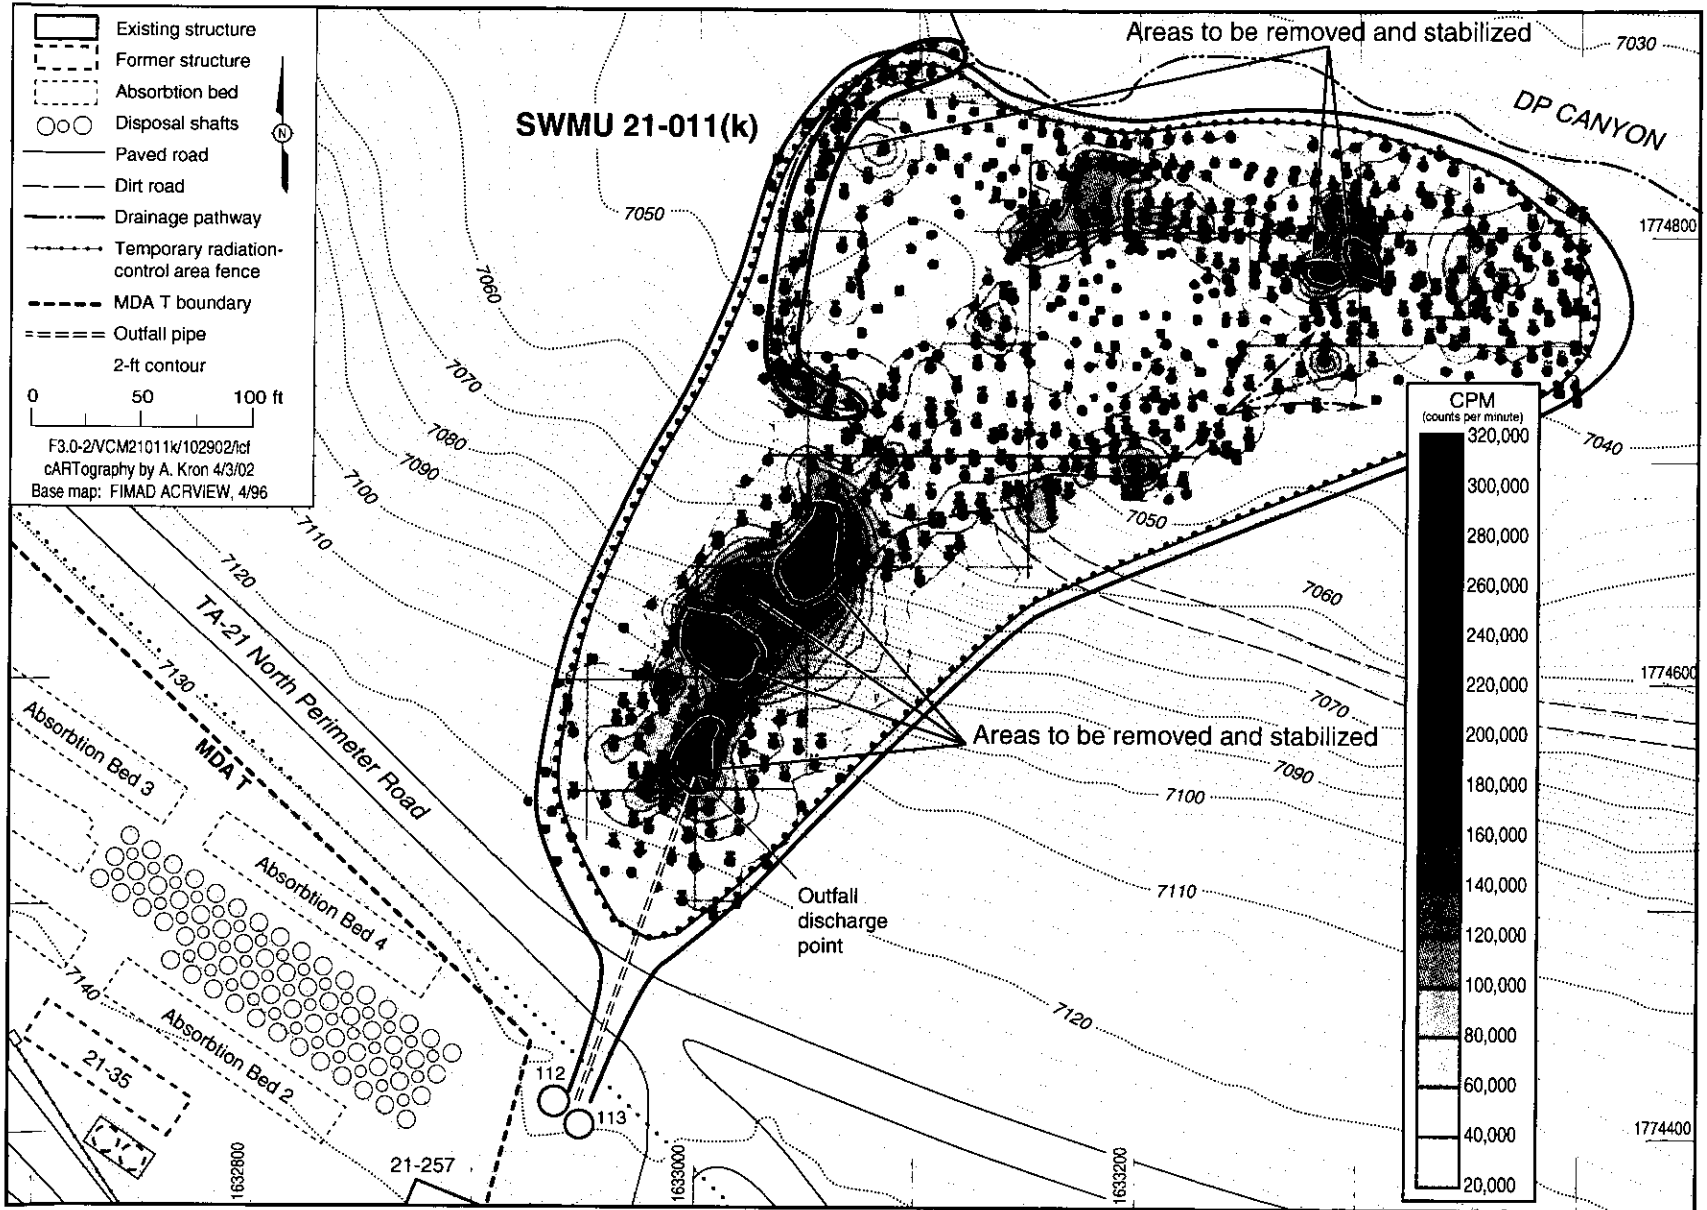 Existing structure
Former structure
Absorbtion bed
Disposal shafts
Paved road
Dirt road
Drainage pathway
Temporary radiation-
control area fence
MDA T boundary
Outfall pipe
2-ft contour
0 50 100 ft
F3.0-2/VCM21011k/102902/lcf
cARTography by A. Kron 4/3/02
Base map: FIMAD ACRVIEW, 4/96
N
SWMU 21-011(k)
Areas to be removed and stabilized
DP CANYON
7030
7050
7060
7070
7080
7090
7100
7110
7120
7130
7140
1774800
7040
7050
7060
7070
7090
7100
7110
7120
1774600
1774400
CPM
(counts per minute)
320,000
300,000
280,000
260,000
240,000
220,000
200,000
180,000
160,000
140,000
120,000
100,000
80,000
60,000
40,000
20,000
Areas to be removed and stabilized
Outfall
discharge
point
TA-21 North Perimeter Road
MDA T
Absorbtion Bed 3
Absorbtion Bed 4
Absorbtion Bed 2
21-35
21-257
112
113
1632800
1633000
1633200